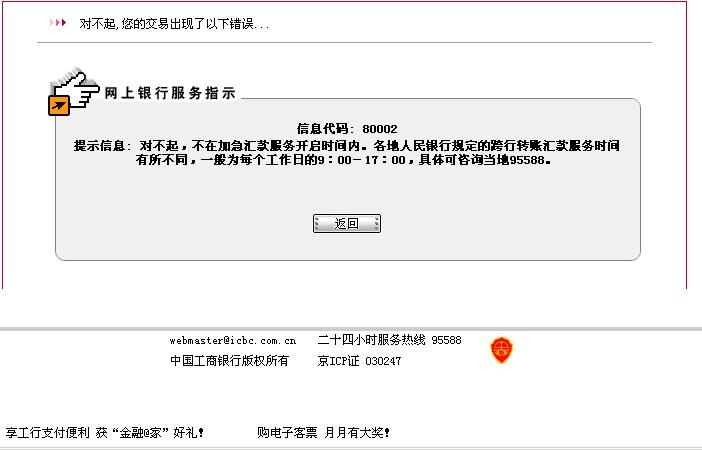 对不起,您的交易出现了以下错误...
网上银行服务指示
信息代码: 80002
提示信息: 对不起，不在加急汇款服务开启时间内。各地人民银行规定的跨行转账汇款服务时间
有所不同，一般为每个工作日的9：00－17：00，具体可咨询当地95588。
返回
webmaster@icbc.com.cn 二十四小时服务热线 95588
中国工商银行版权所有 京ICP证 030247
享工行支付便利 获“金融@家”好礼! 购电子客票 月月有大奖!